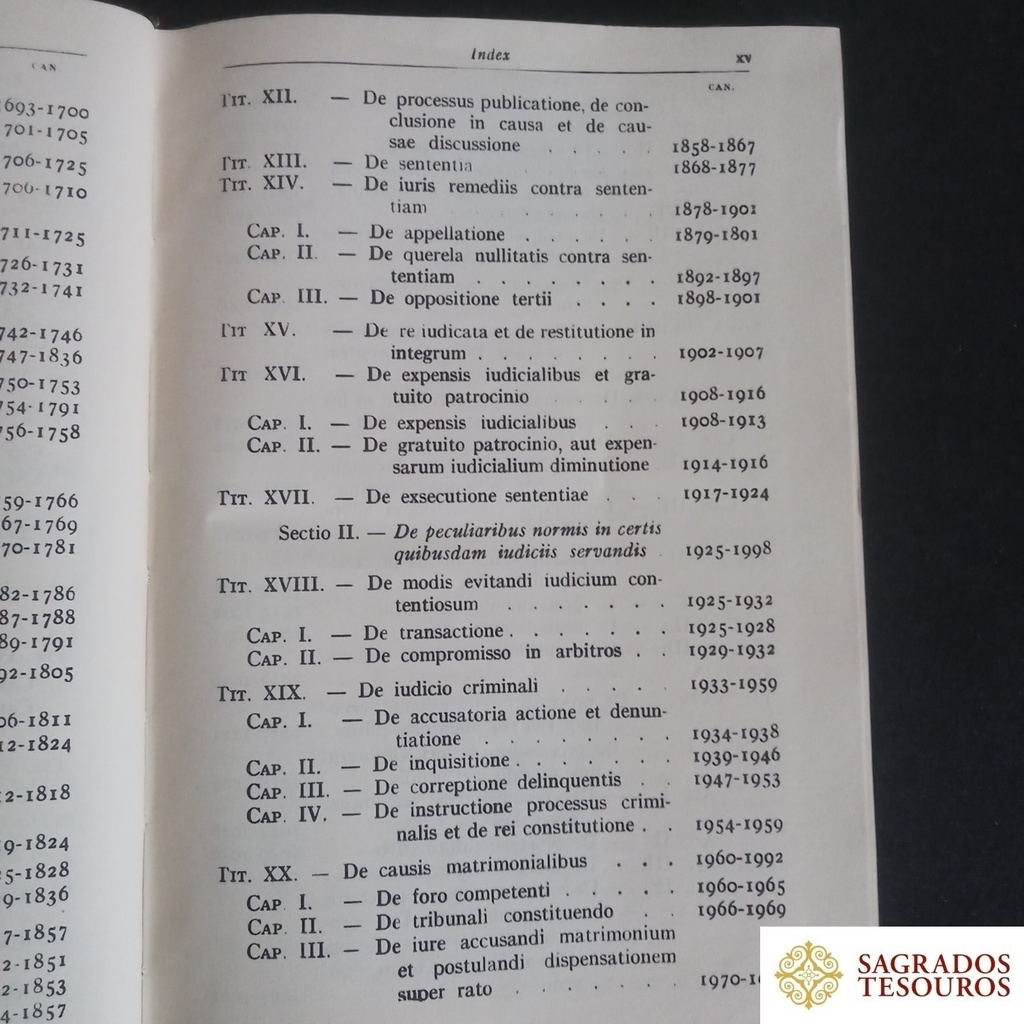 CAN
693-1700
701-1705
706-1725
700-1710
711-1725
726-1731
732-1741
742-1746
747-1836
750-1753
754-1791
756-1758
59-1766
67-1769
70-1781
82-1786
87-1788
89-1791
92-1805
06-1811
12-1824
12-1818
9-1824
5-1828
9-1836
7-1857
2-1851
2-1853
4-1857
Index xv
CAN.
TIT. XII. — De processus publicatione, de con-
clusione in causa et de cau-
sae discussione . . . . . 1858-1867
TIT. XIII. — De sententia 1868-1877
TIT. XIV. — De iuris remediis contra senten-
tiam . . . . . . 1878-1901
CAP. I. — De appellatione . . . . . . 1879-1891
CAP. II. — De querela nullitatis contra sen-
tentiam . . . . . . . . 1892-1897
CAP. III. — De oppositione tertii . . . . 1898-1901
TIT XV. — De re iudicata et de restitutione in
integrum . . . . . . . . 1902-1907
TIT XVI. — De expensis iudicialibus et gra-
tuito patrocinio . . . . 1908-1916
CAP. I. — De expensis iudicialibus . . . 1908-1913
CAP. II. — De gratuito patrocinio, aut expen-
sarum iudicialium diminutione 1914-1916
TIT. XVII. — De exsecutione sententiae . . . 1917-1924
Sectio II. — De peculiaribus normis in certis
quibusdam iudiciis servandis 1925-1998
TIT. XVIII. — De modis evitandi iudicium con-
tentiosum . . . . . . . 1925-1932
CAP. I. — De transactione . . . . . . . 1925-1928
CAP. II. — De compromisso in arbitros . . 1929-1932
TIT. XIX. — De iudicio criminali . . . . . 1933-1959
CAP. I. — De accusatoria actione et denun-
tiatione . . . . . . . . 1934-1938
CAP. II. — De inquisitione . . . . . . . 1939-1946
CAP. III. — De correptione delinquentis . . 1947-1953
CAP. IV. — De instructione processus crimi-
nalis et de rei constitutione . . 1954-1959
TIT. XX. — De causis matrimonialibus . . . 1960-1992
CAP. I. — De foro competenti . . . . . 1960-1965
CAP. II. — De tribunali constituendo . . 1966-1969
CAP. III. — De iure accusandi matrimonium
et postulandi dispensationem
super rato . . . . . . 1970-1
SAGRADOS
TESOUROS